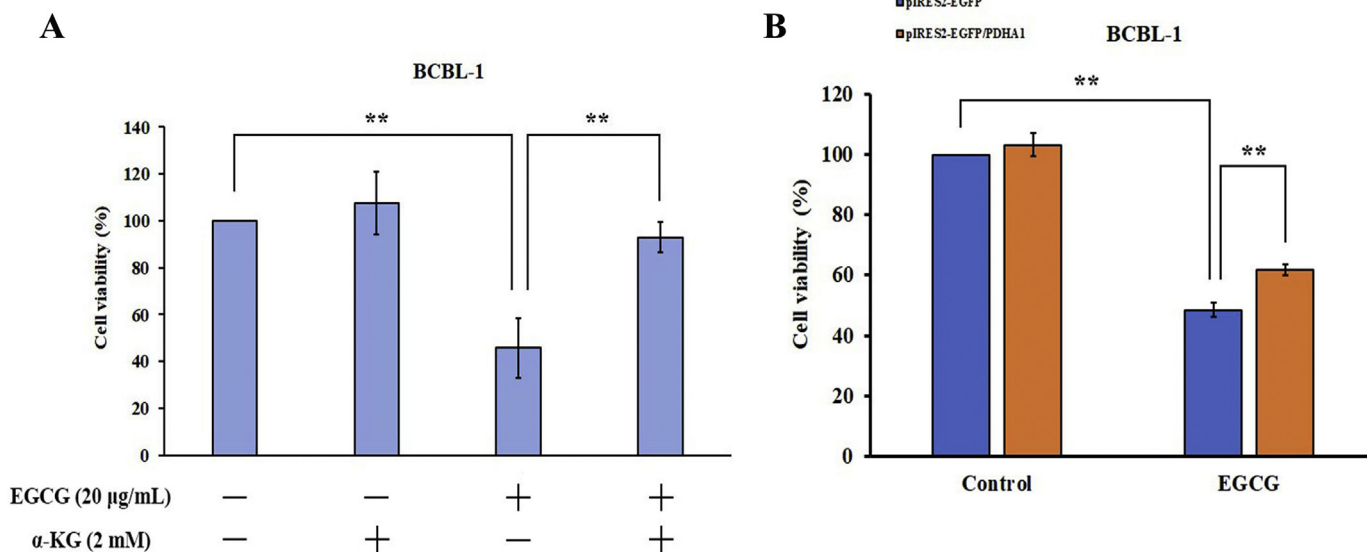 A
BCBL-1
**
**
140
120
100
80
60
40
20
0
Cell viability (%)
EGCG (20 µg/mL) — — + +
α-KG (2 mM) — + — +
B
pIRES2-EGFP
pIRES2-EGFP/PDHA1
BCBL-1
**
**
120
100
80
60
40
20
0
Cell viability (%)
Control EGCG